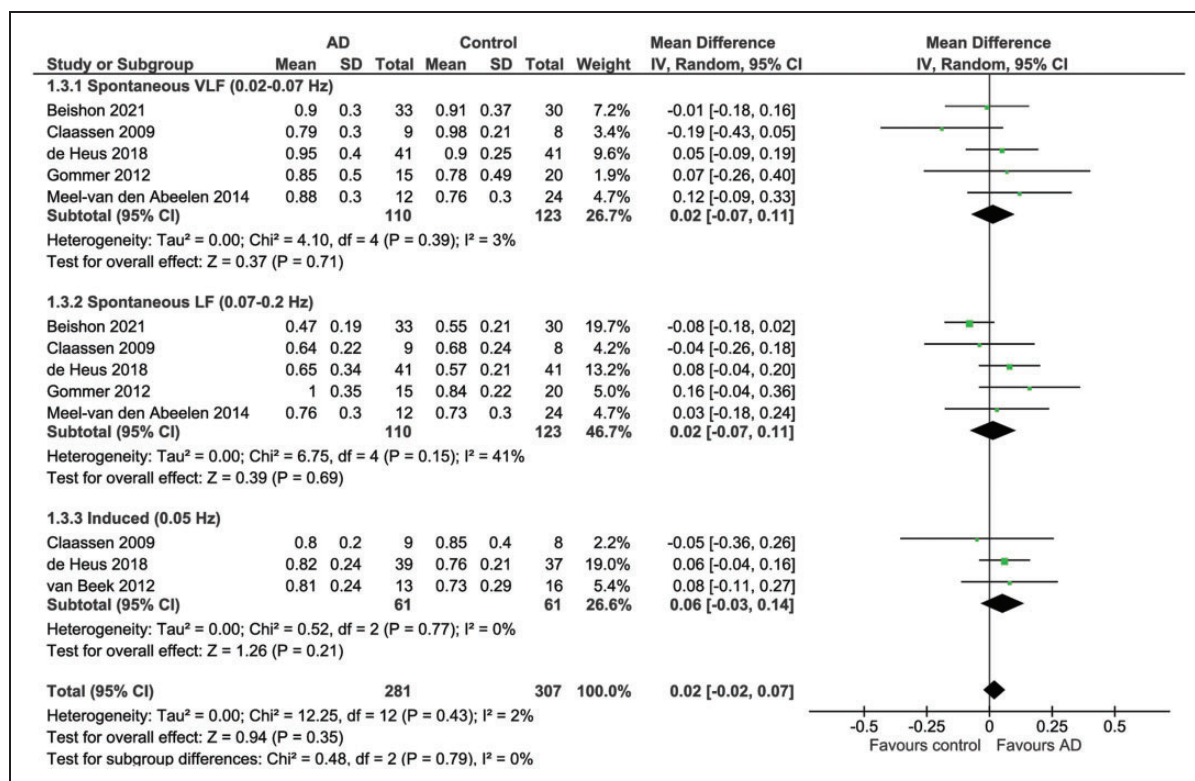 AD Control Mean Difference Mean Difference
Study or Subgroup Mean SD Total Mean SD Total Weight IV, Random, 95% CI IV, Random, 95% CI
1.3.1 Spontaneous VLF (0.02-0.07 Hz)
Beishon 2021 0.9 0.3 33 0.91 0.37 30 7.2% -0.01 [-0.18, 0.16]
Claassen 2009 0.79 0.3 9 0.98 0.21 8 3.4% -0.19 [-0.43, 0.05]
de Heus 2018 0.95 0.4 41 0.9 0.25 41 9.6% 0.05 [-0.09, 0.19]
Gommer 2012 0.85 0.5 15 0.78 0.49 20 1.9% 0.07 [-0.26, 0.40]
Meel-van den Abeelen 2014 0.88 0.3 12 0.76 0.3 24 4.7% 0.12 [-0.09, 0.33]
Subtotal (95% CI) 110 123 26.7% 0.02 [-0.07, 0.11]
Heterogeneity: Tau² = 0.00; Chi² = 4.10, df = 4 (P = 0.39); I² = 3%
Test for overall effect: Z = 0.37 (P = 0.71)
1.3.2 Spontaneous LF (0.07-0.2 Hz)
Beishon 2021 0.47 0.19 33 0.55 0.21 30 19.7% -0.08 [-0.18, 0.02]
Claassen 2009 0.64 0.22 9 0.68 0.24 8 4.2% -0.04 [-0.26, 0.18]
de Heus 2018 0.65 0.34 41 0.57 0.21 41 13.2% 0.08 [-0.04, 0.20]
Gommer 2012 1 0.35 15 0.84 0.22 20 5.0% 0.16 [-0.04, 0.36]
Meel-van den Abeelen 2014 0.76 0.3 12 0.73 0.3 24 4.7% 0.03 [-0.18, 0.24]
Subtotal (95% CI) 110 123 46.7% 0.02 [-0.07, 0.11]
Heterogeneity: Tau² = 0.00; Chi² = 6.75, df = 4 (P = 0.15); I² = 41%
Test for overall effect: Z = 0.39 (P = 0.69)
1.3.3 Induced (0.05 Hz)
Claassen 2009 0.8 0.2 9 0.85 0.4 8 2.2% -0.05 [-0.36, 0.26]
de Heus 2018 0.82 0.24 39 0.76 0.21 37 19.0% 0.06 [-0.04, 0.16]
van Beek 2012 0.81 0.24 13 0.73 0.29 16 5.4% 0.08 [-0.11, 0.27]
Subtotal (95% CI) 61 61 26.6% 0.06 [-0.03, 0.14]
Heterogeneity: Tau² = 0.00; Chi² = 0.52, df = 2 (P = 0.77); I² = 0%
Test for overall effect: Z = 1.26 (P = 0.21)
Total (95% CI) 281 307 100.0% 0.02 [-0.02, 0.07]
Heterogeneity: Tau² = 0.00; Chi² = 12.25, df = 12 (P = 0.43); I² = 2%
Test for overall effect: Z = 0.94 (P = 0.35)
Test for subgroup differences: Chi² = 0.48, df = 2 (P = 0.79), I² = 0%
-0.5 -0.25 0 0.25 0.5
Favours control Favours AD